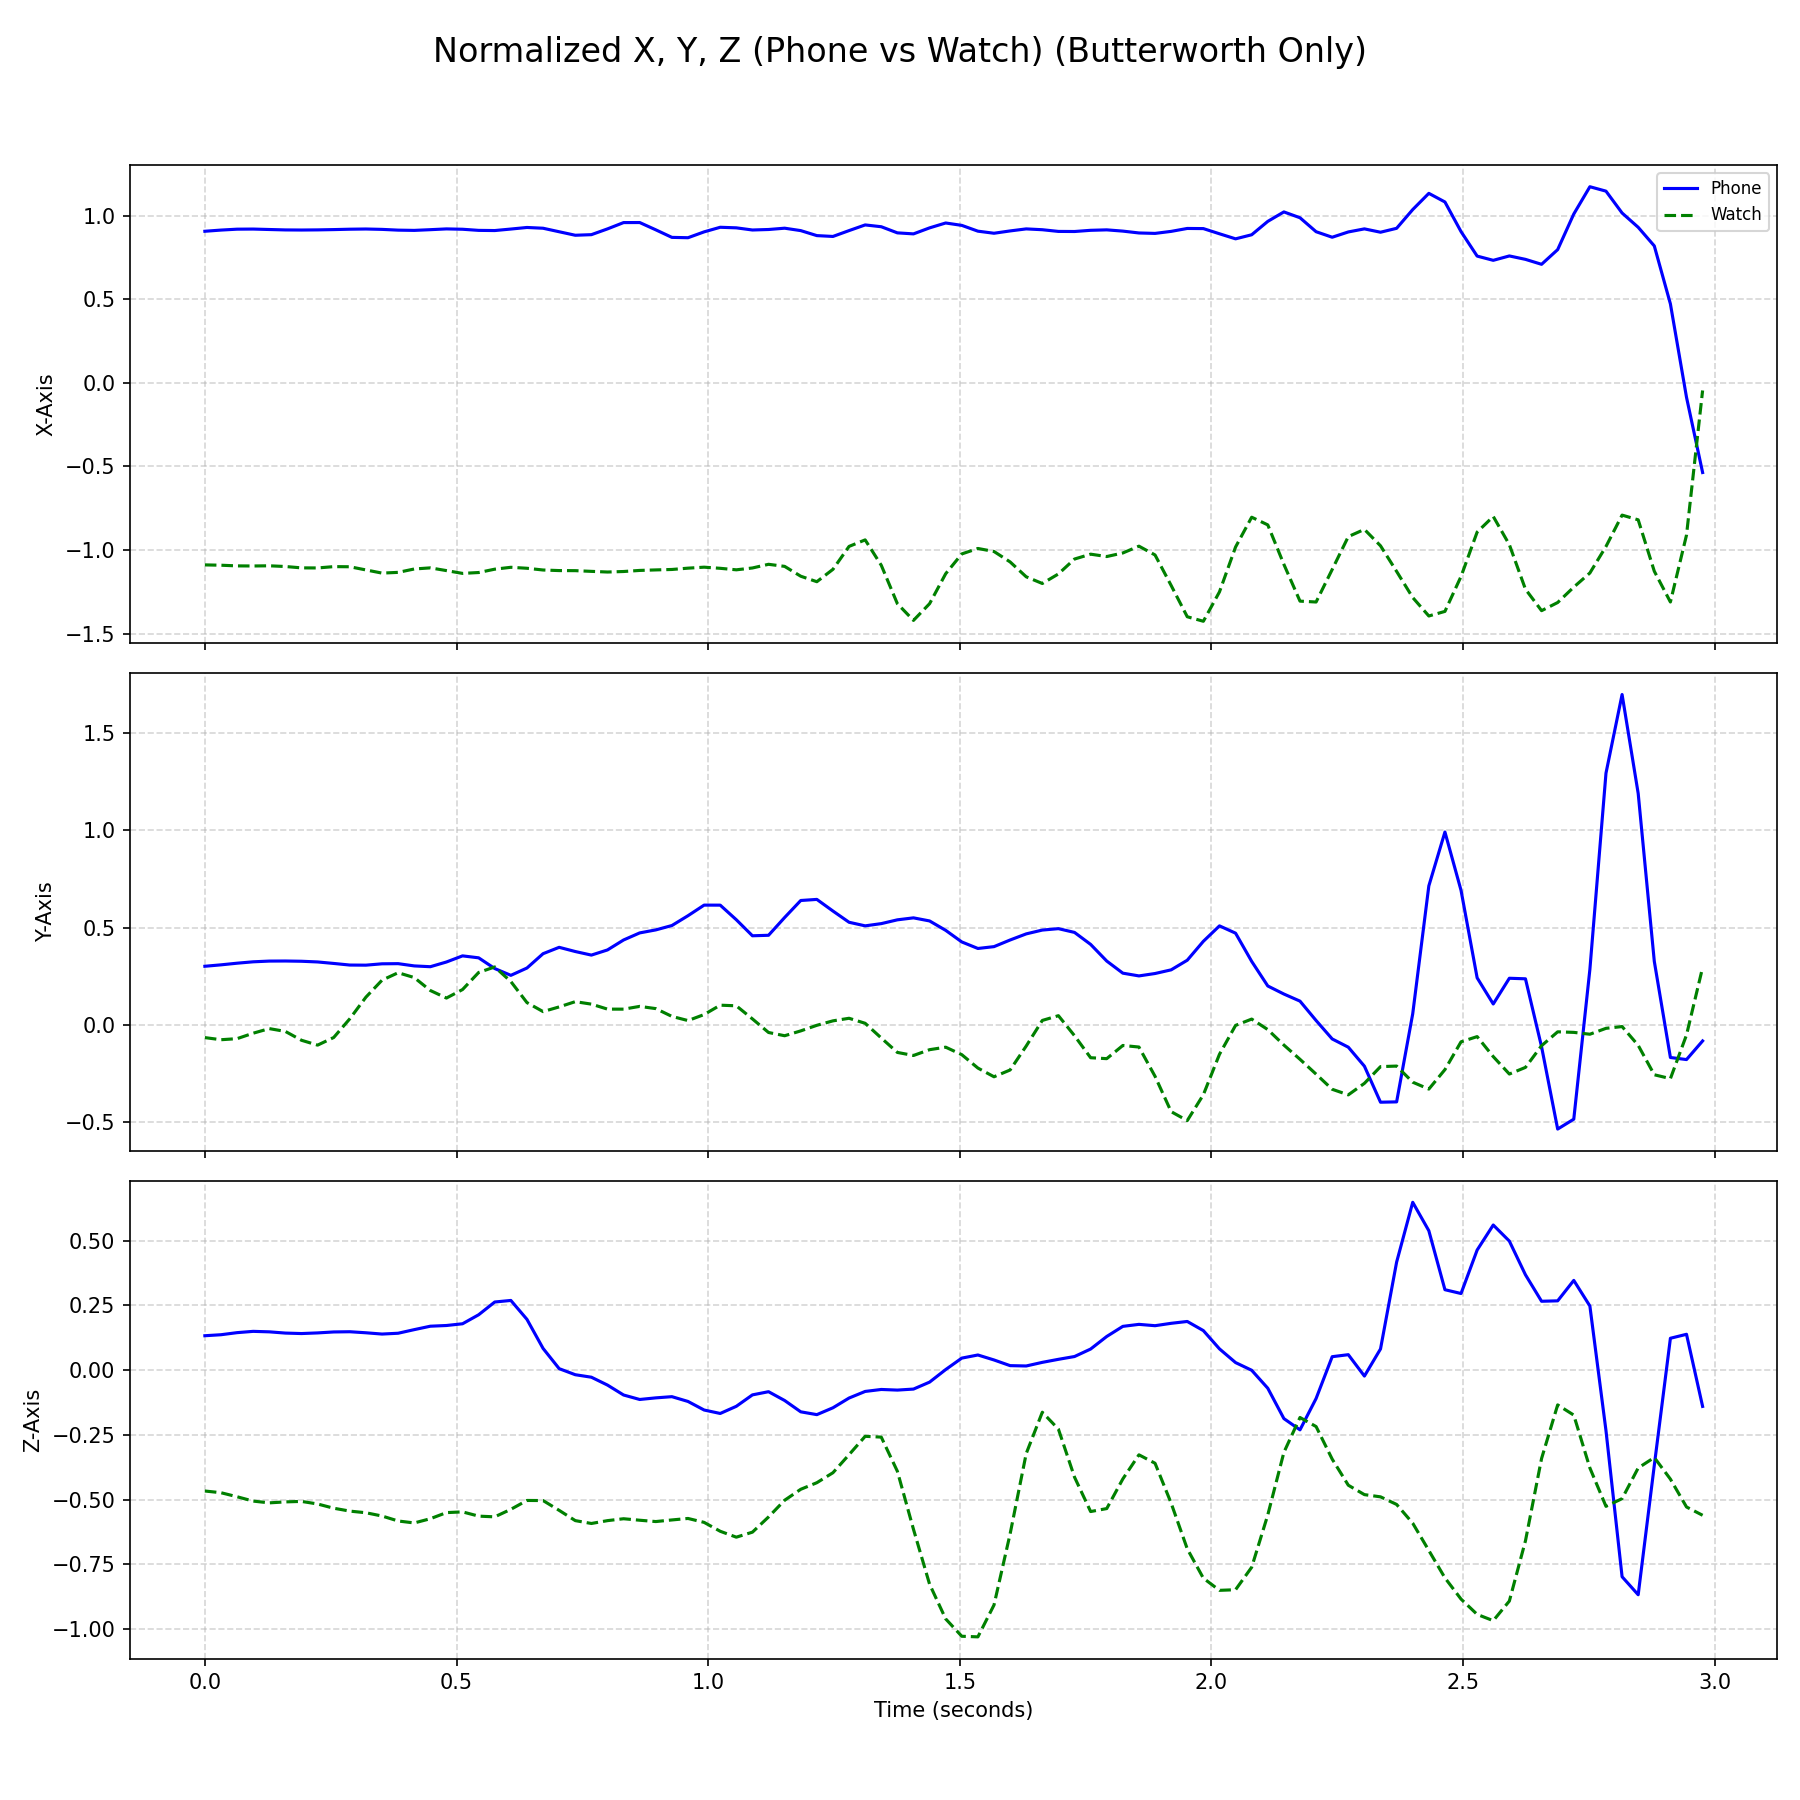 Normalized X, Y, Z (Phone vs Watch) (Butterworth Only)
Phone
Watch
1.0
0.5
0.0
−0.5
−1.0
−1.5
X-Axis
1.5
1.0
0.5
0.0
−0.5
Y-Axis
0.50
0.25
0.00
−0.25
−0.50
−0.75
−1.00
Z-Axis
0.0 0.5 1.0 1.5 2.0 2.5 3.0
Time (seconds)